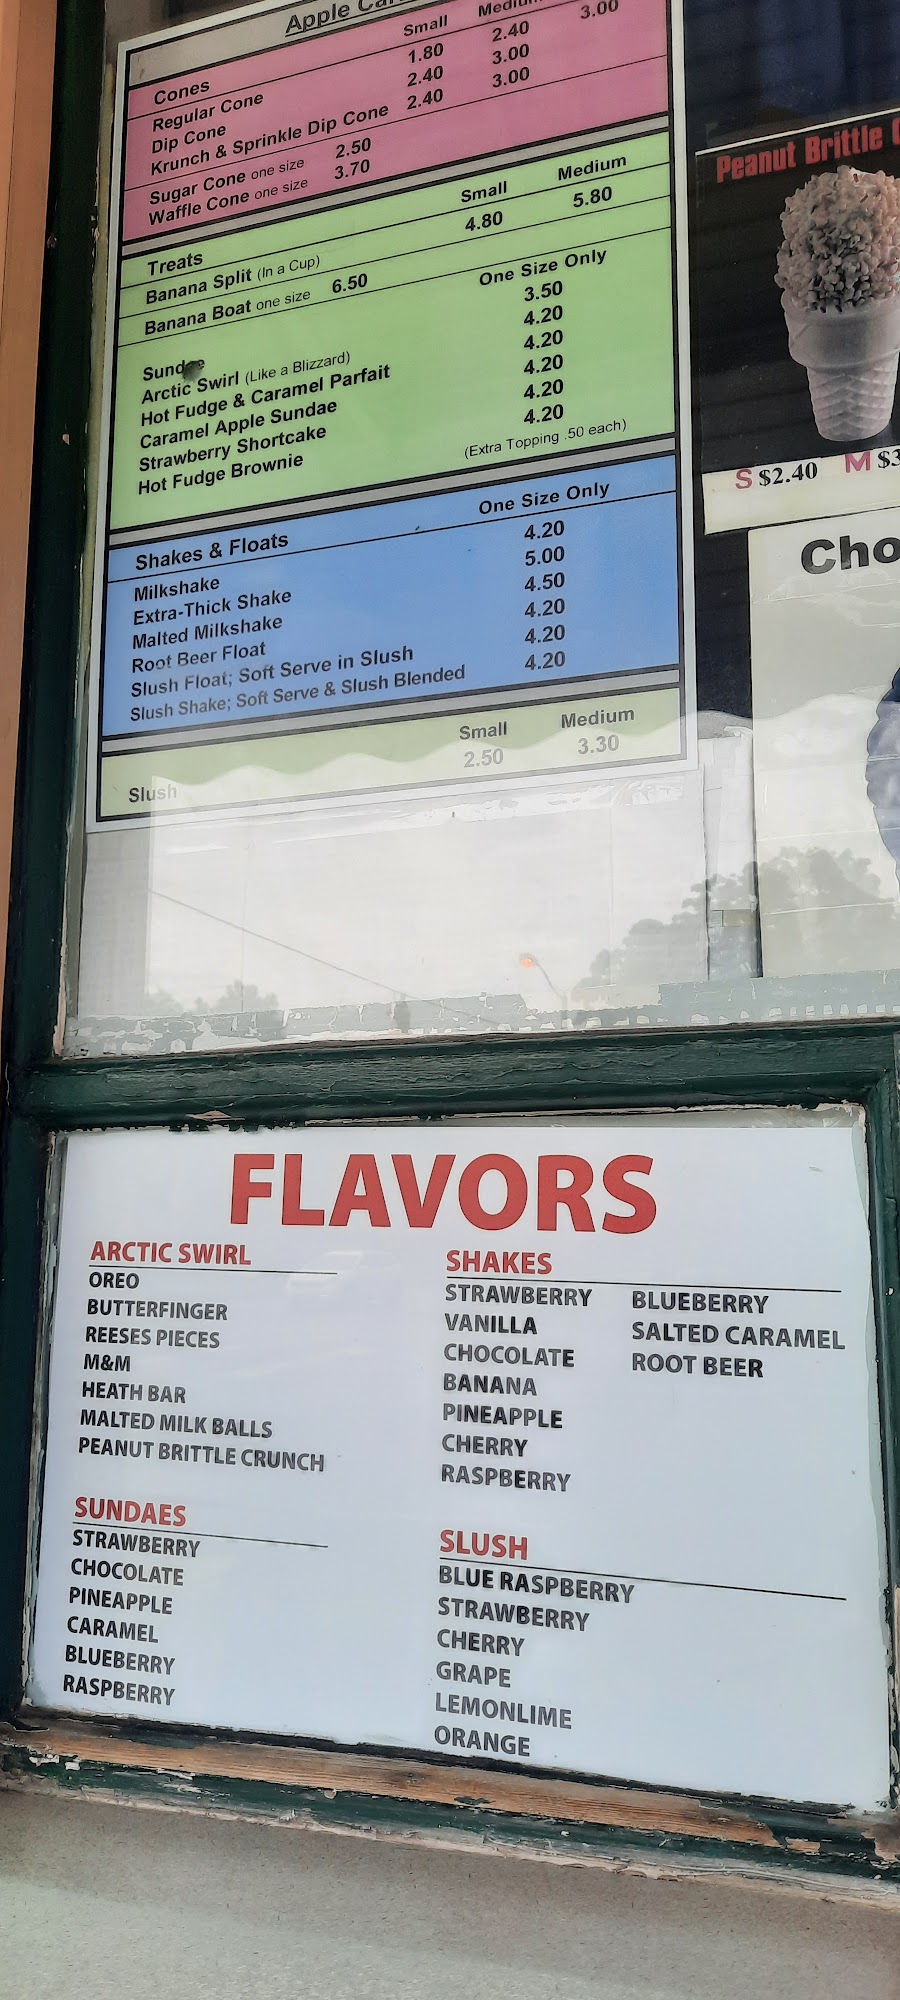 Apple
Small Medium 3.00
Cones 1.80 2.40
Regular Cone 2.40 3.00
Dip Cone 2.40 3.00
Krunch & Sprinkle Dip Cone
Sugar Cone one size 2.50
Waffle Cone one size 3.70
Treats Small Medium
Banana Split (In a Cup) 4.80 5.80
Banana Boat one size 6.50
One Size Only
Sundae 3.50
Arctic Swirl (Like a Blizzard) 4.20
Hot Fudge & Caramel Parfait 4.20
Caramel Apple Sundae 4.20
Strawberry Shortcake 4.20
Hot Fudge Brownie 4.20
(Extra Topping .50 each)
Shakes & Floats One Size Only
Milkshake 4.20
Extra-Thick Shake 5.00
Malted Milkshake 4.50
Root Beer Float 4.20
Slush Float; Soft Serve in Slush 4.20
Slush Shake; Soft Serve & Slush Blended 4.20
Small Medium
Slush 2.50 3.30
Peanut Brittle
S $2.40 M $3
Cho
FLAVORS
ARCTIC SWIRL
OREO
BUTTERFINGER
REESES PIECES
M&M
HEATH BAR
MALTED MILK BALLS
PEANUT BRITTLE CRUNCH
SUNDAES
STRAWBERRY
CHOCOLATE
PINEAPPLE
CARAMEL
BLUEBERRY
RASPBERRY
SHAKES
STRAWBERRY
VANILLA
CHOCOLATE
BANANA
PINEAPPLE
CHERRY
RASPBERRY
BLUEBERRY
SALTED CARAMEL
ROOT BEER
SLUSH
BLUE RASPBERRY
STRAWBERRY
CHERRY
GRAPE
LEMONLIME
ORANGE